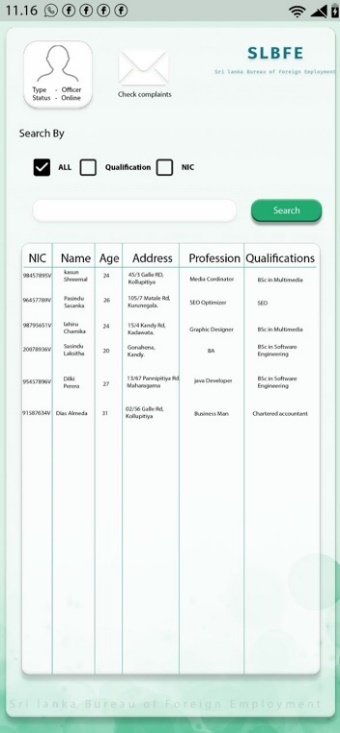 11.16
SLBFE
Sri lanka Bureau of Foreign Employment
Type - Officer
Status - Online
Check complaints
Search By
ALL Qualification NIC
Search
NIC Name Age Address Profession Qualifications
98457895V kasun Shreemal 24 45/3 Galle RD, Kollupitiya Media Cordinator BSc in Multimedia
96457789V Pasindu Sasanka 26 105/7 Matale Rd, Kurunegala. SEO Optimizer SEO
98795651V Ishira Chamika 24 15/4 Kandy Rd, Kadawata. Graphic Designer BSc in Multimedia
20078936V Sasindu Lakshitha 20 Gonahena, Kandy. BA BSc in Software Engineering
95457896V Dilki Perera 27 13/67 Pannipitiya Rd Maharagama Java Developer BSc in Software Engineering
91587634V Dias Almeda 31 02/56 Galle Rd, Kollupitiya Business Man Chartered accountant
Sri lanka Bureau of Foreign Employment